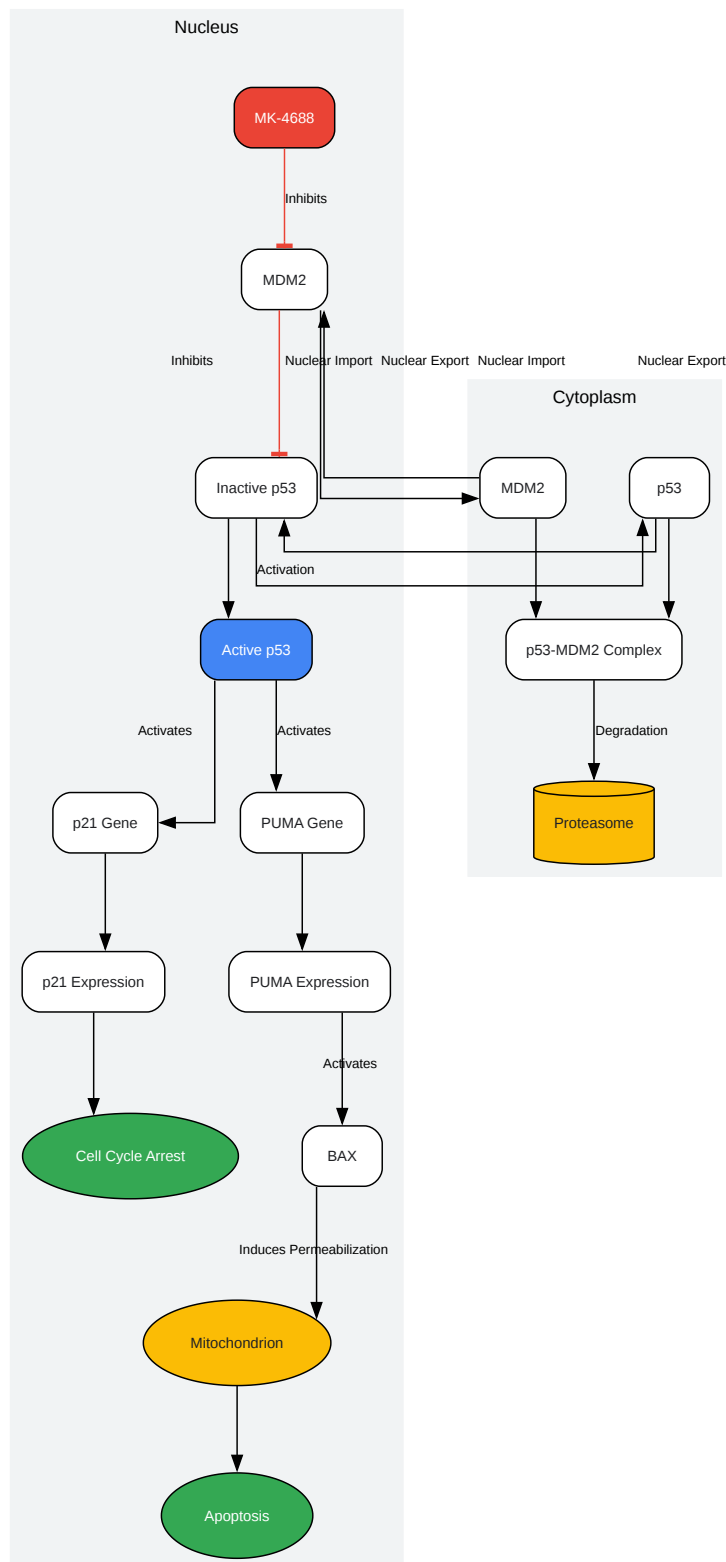 Nucleus
MK-4688
Inhibits
MDM2
Inhibits
Nuclear Import
Nuclear Export
Nuclear Import
Nuclear Export
Cytoplasm
Inactive p53
MDM2
p53
Activation
Active p53
p53-MDM2 Complex
Activates
Activates
Degradation
p21 Gene
PUMA Gene
Proteasome
p21 Expression
PUMA Expression
Activates
Cell Cycle Arrest
BAX
Induces Permeabilization
Mitochondrion
Apoptosis